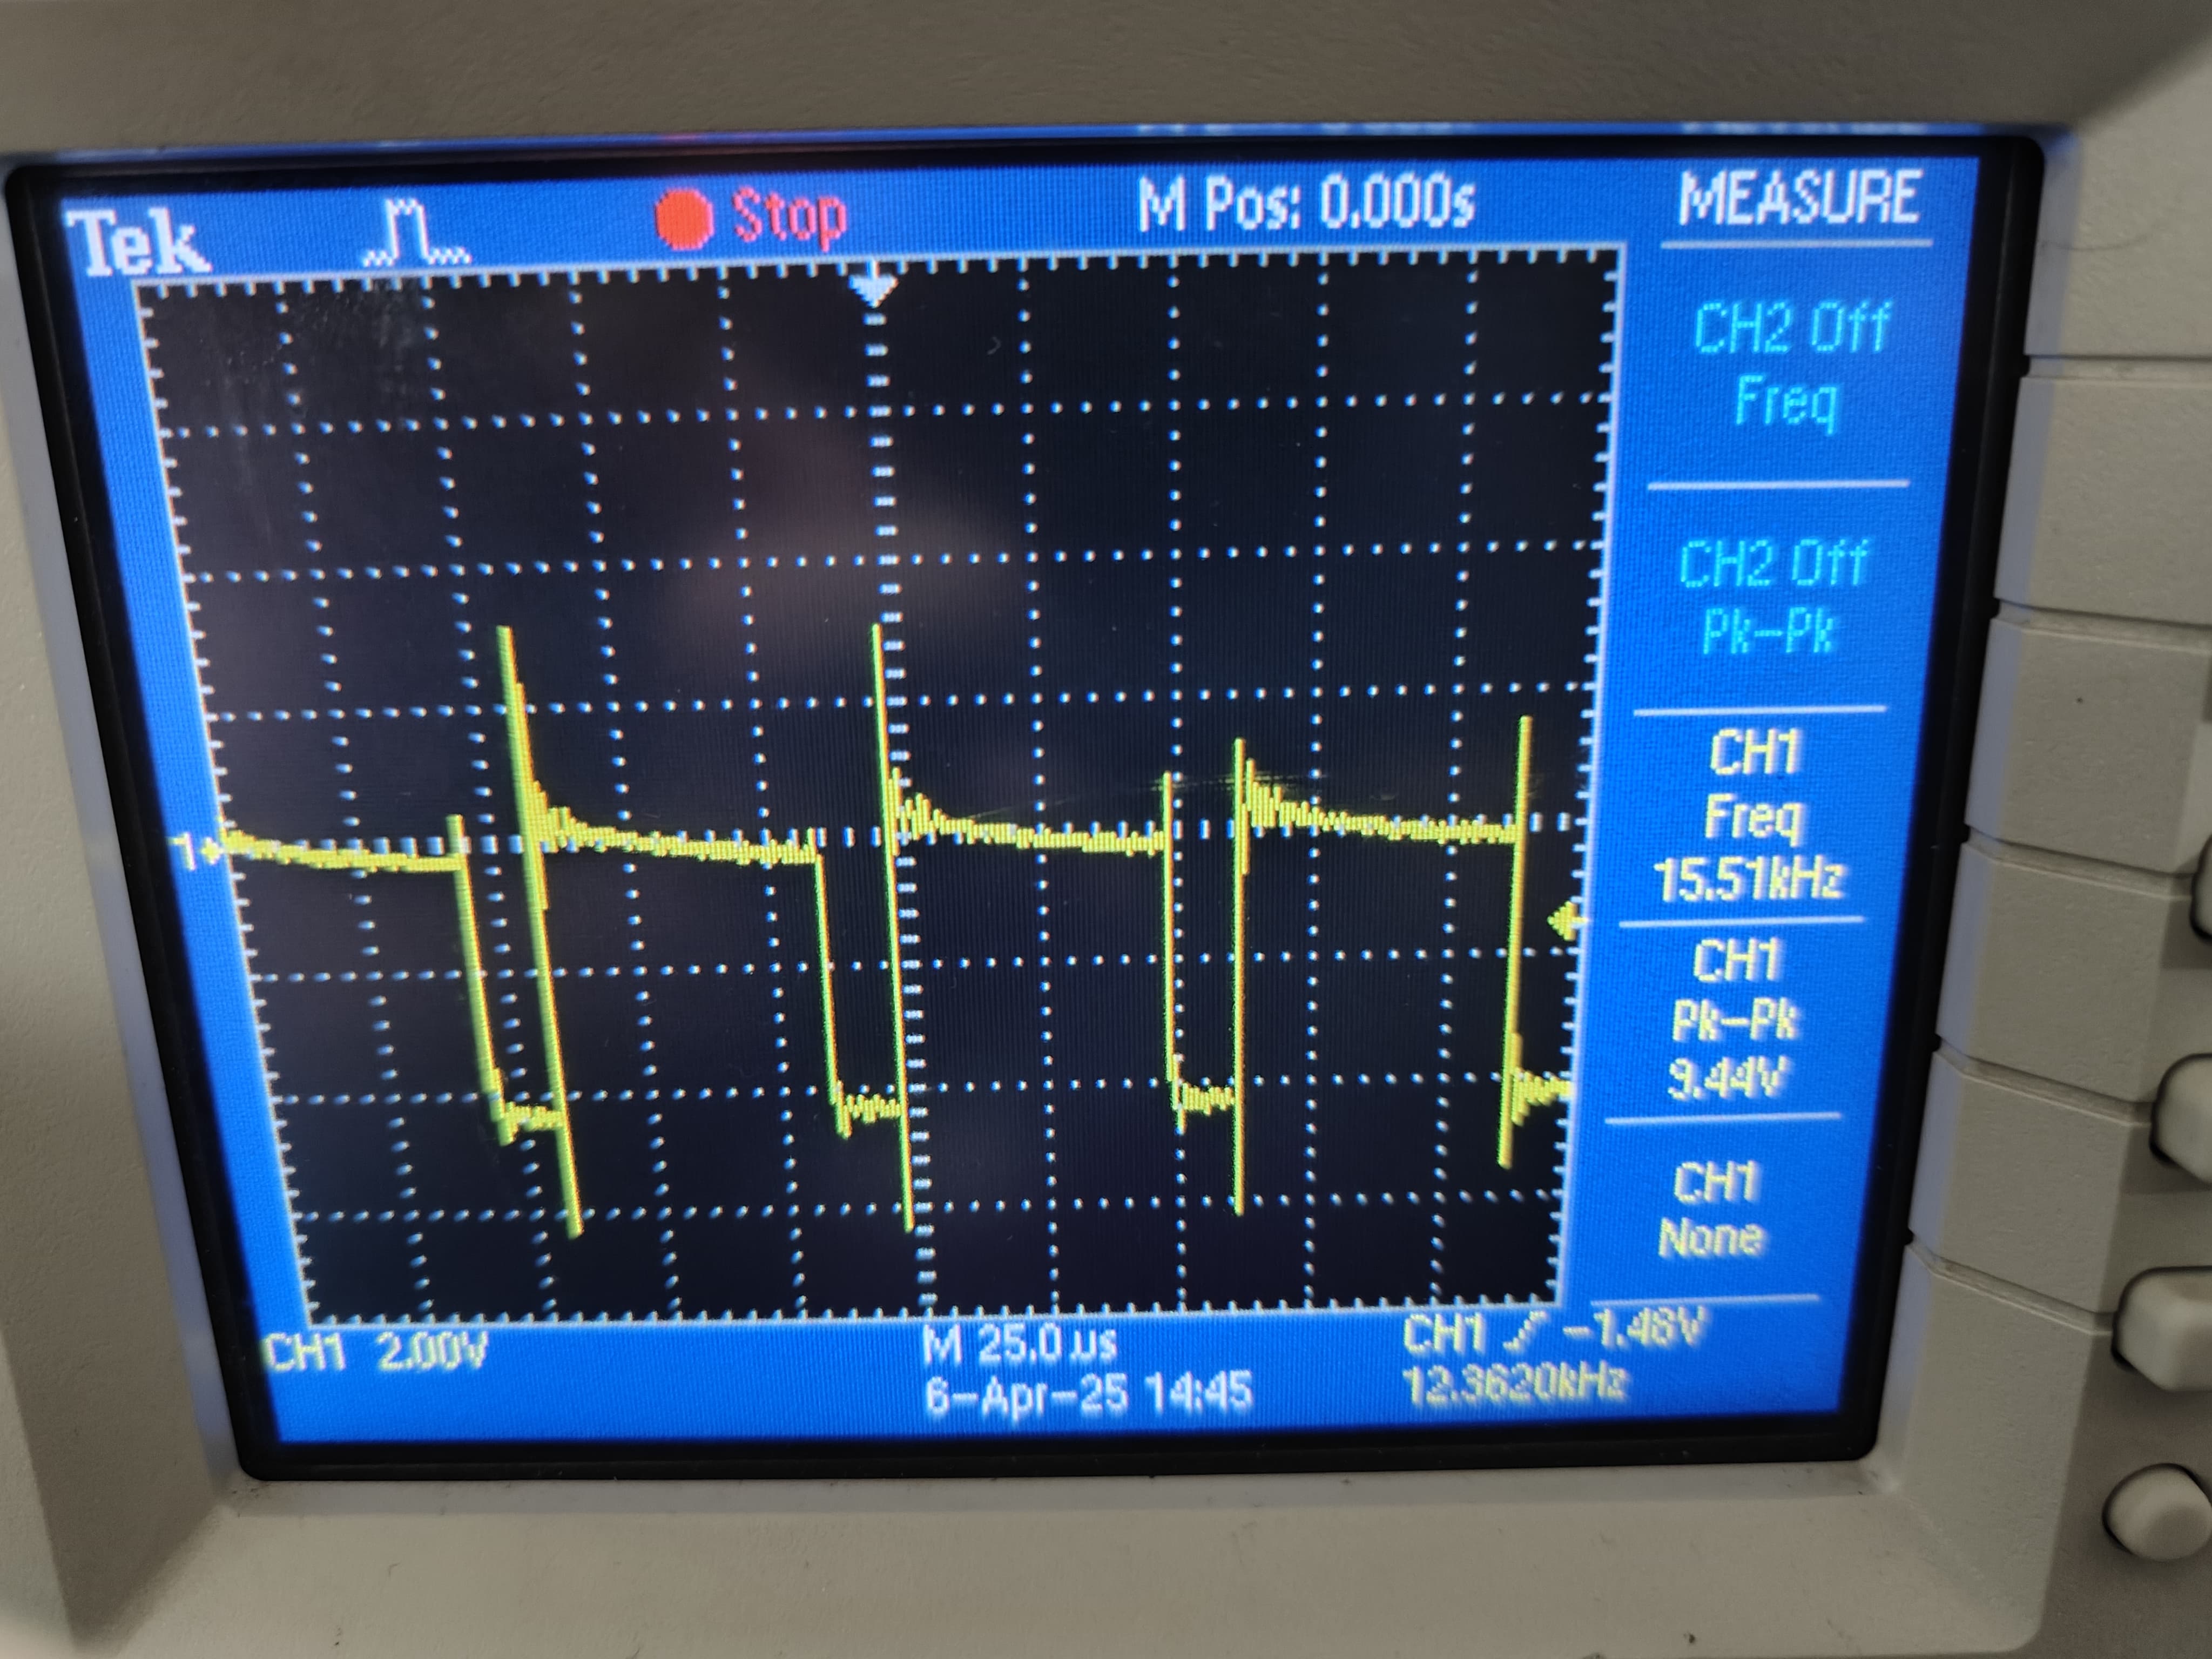 Tek Stop M Pos: 0.000s MEASURE
CH2 Off
Freq
CH2 Off
Pk-Pk
CH1
Freq
15.51kHz
CH1
Pk-Pk
9.44V
CH1
None
1
CH1 2.00V M 25.0µs CH1 -1.48V
6-Apr-25 14:45 12.3620kHz